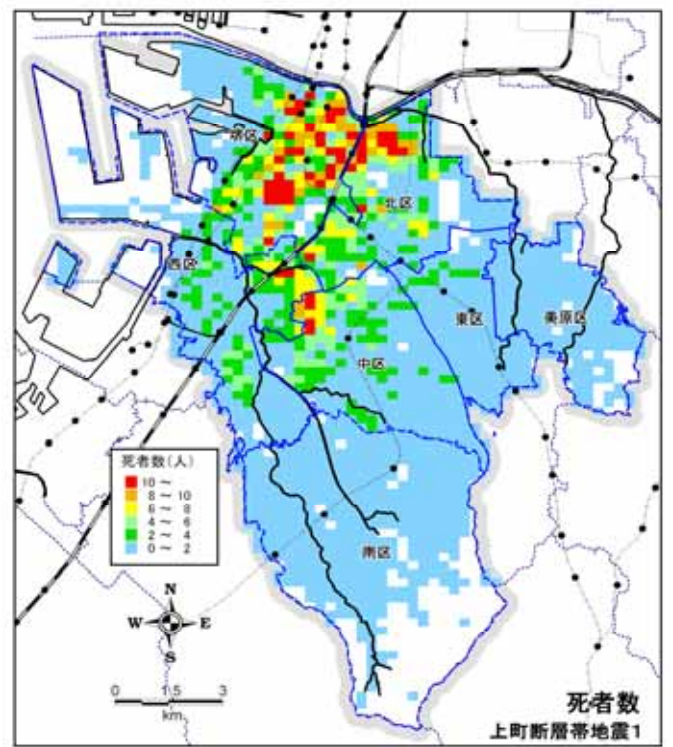 堺区
北区
西区
東区
美原区
中区
死者数(人)
10 ～
8 ～ 10
6 ～ 8
4 ～ 6
2 ～ 4
0 ～ 2
南区
N
W E
S
0 1.5 3
km
死者数
上町断層帯地震1